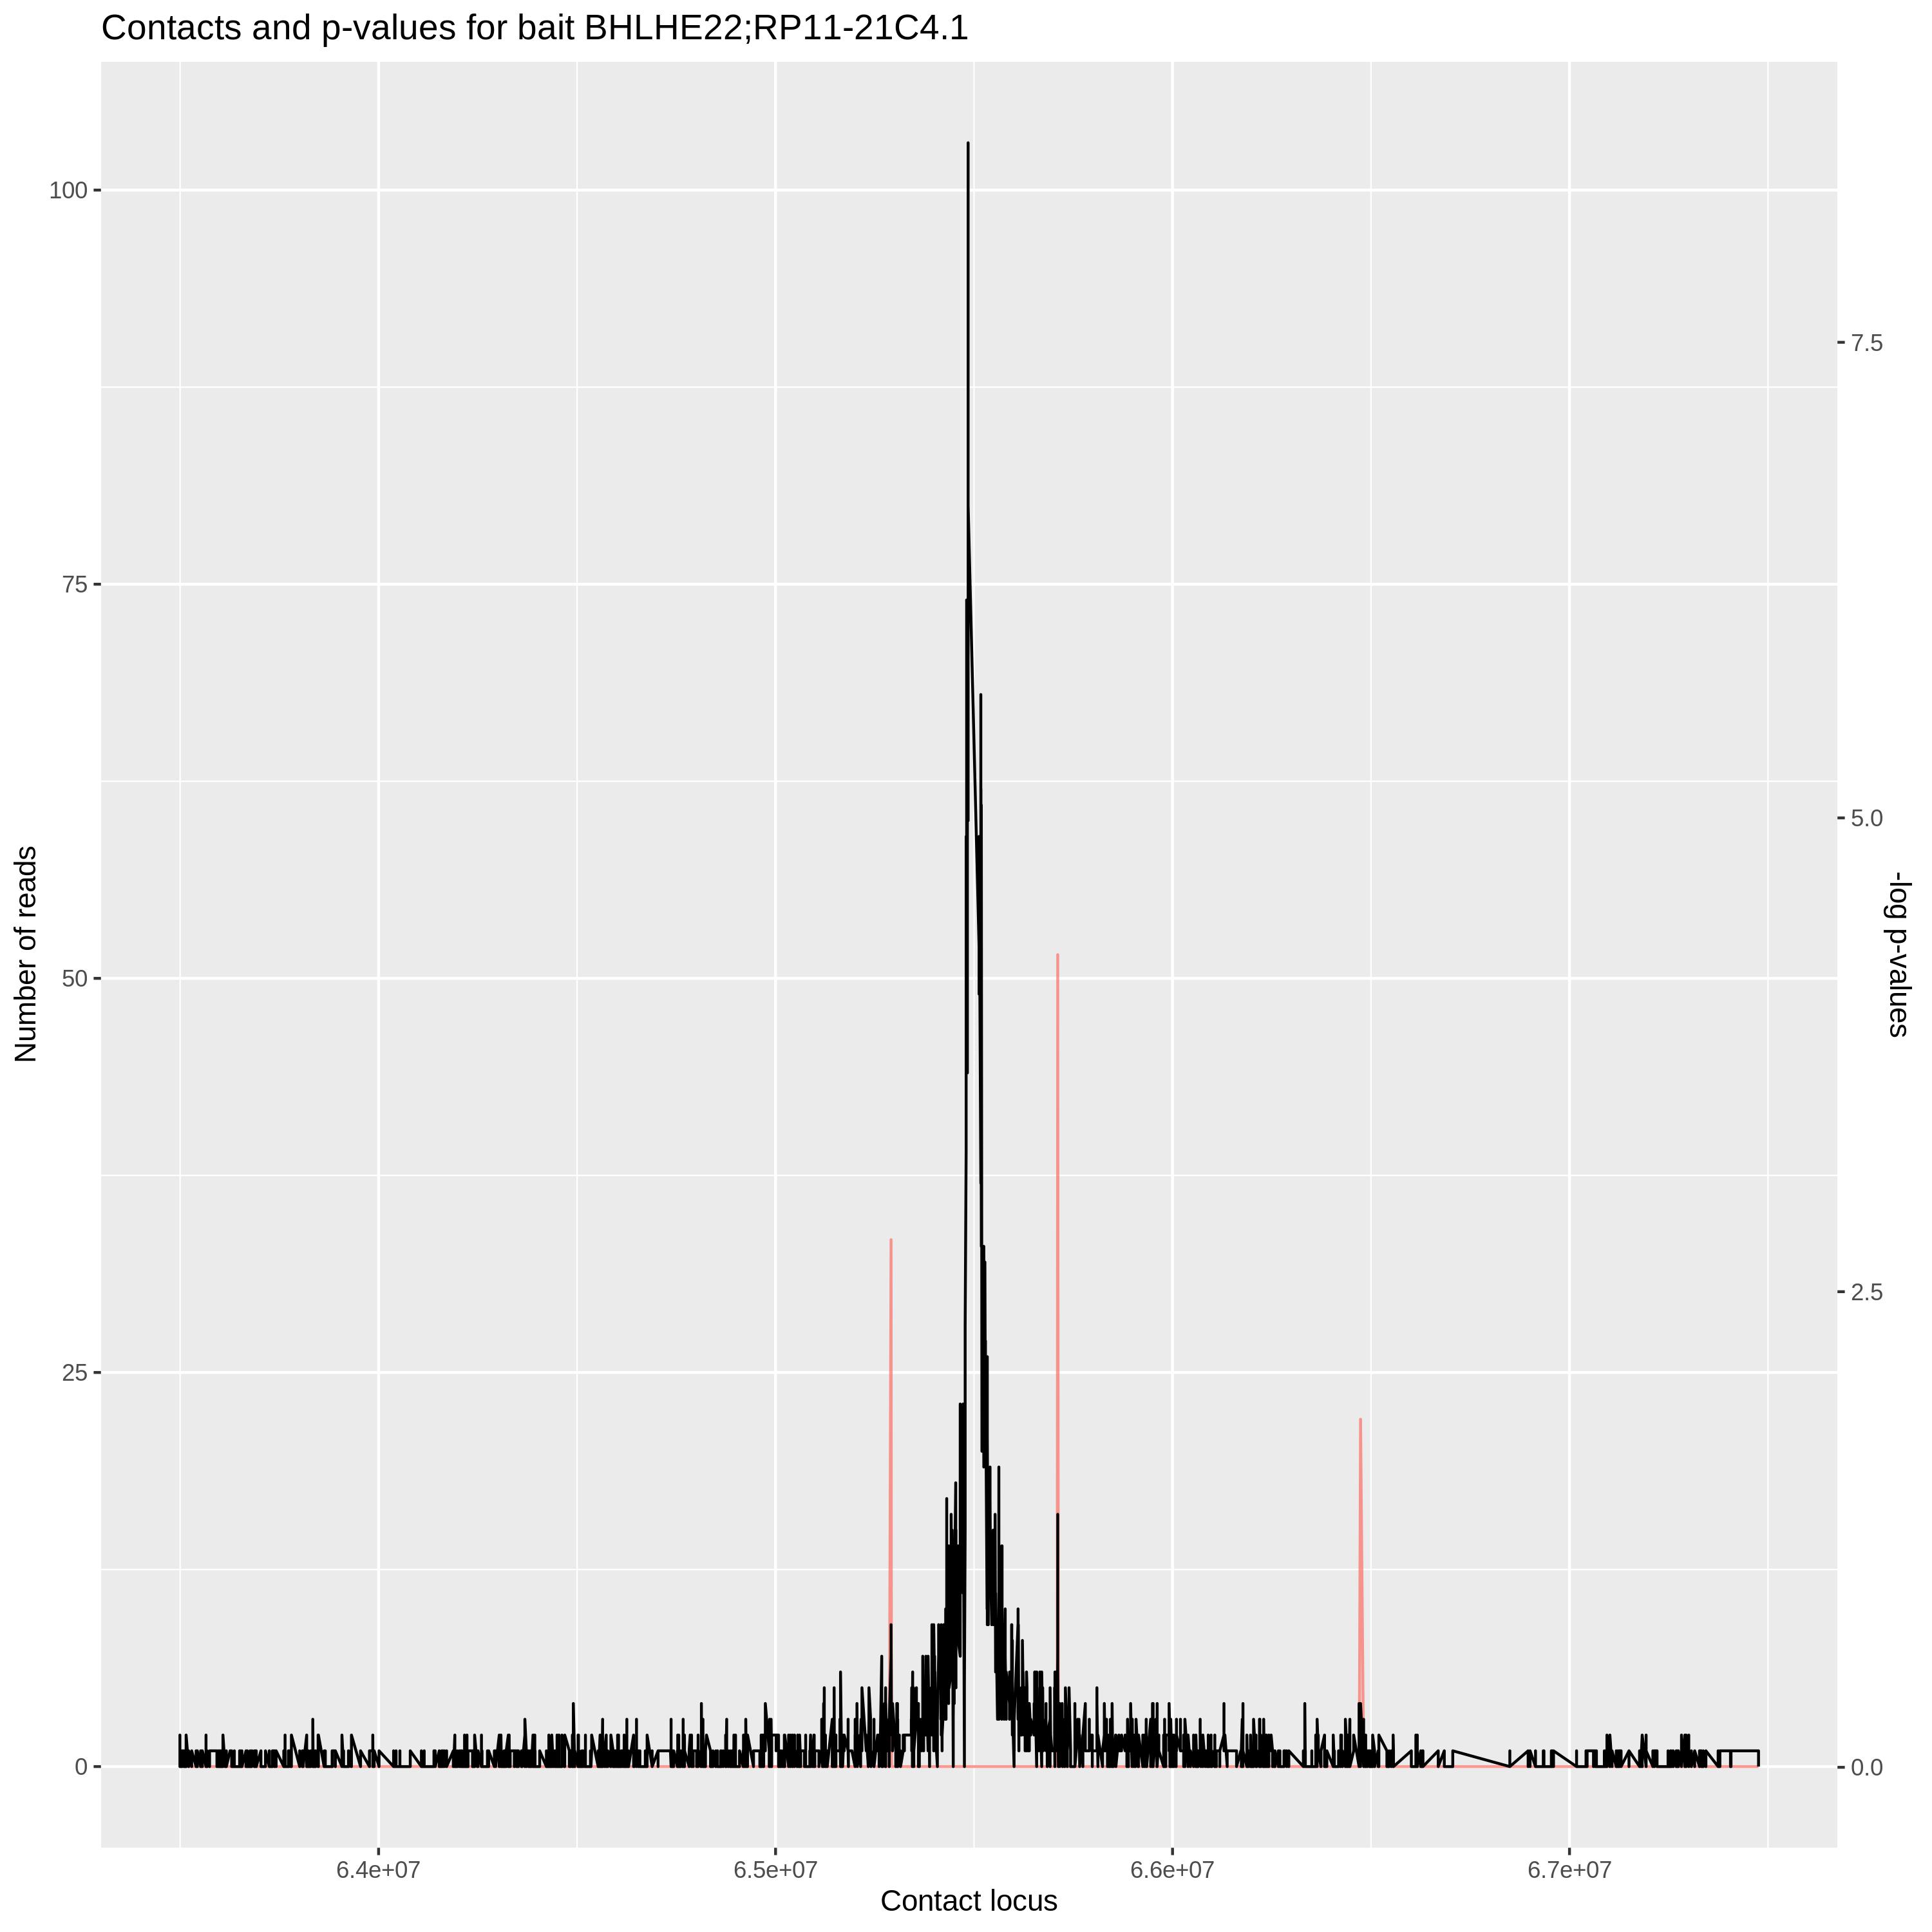 Contacts and p-values for bait BHLHE22;RP11-21C4.1
100
75
50
25
0
Number of reads
7.5
5.0
2.5
0.0
-log p-values
6.4e+07
6.5e+07
6.6e+07
6.7e+07
Contact locus